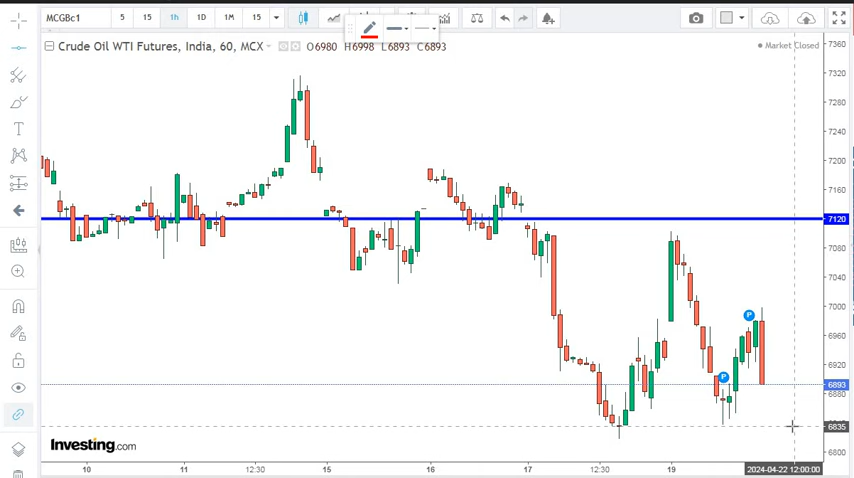 MCGBc1 5 15 1h 1D 1M 15
Crude Oil WTI Futures, India, 60, MCX O6980 H6998 L6893 C6893
Market Closed
7360
7320
7280
7240
7200
7160
7120
7080
7040
7000
P
6960
6920
P
6893
6880
6835
6800
Investing.com
10 11 12:30 15 16 17 12:30 19 2024-04-22 12:00:00